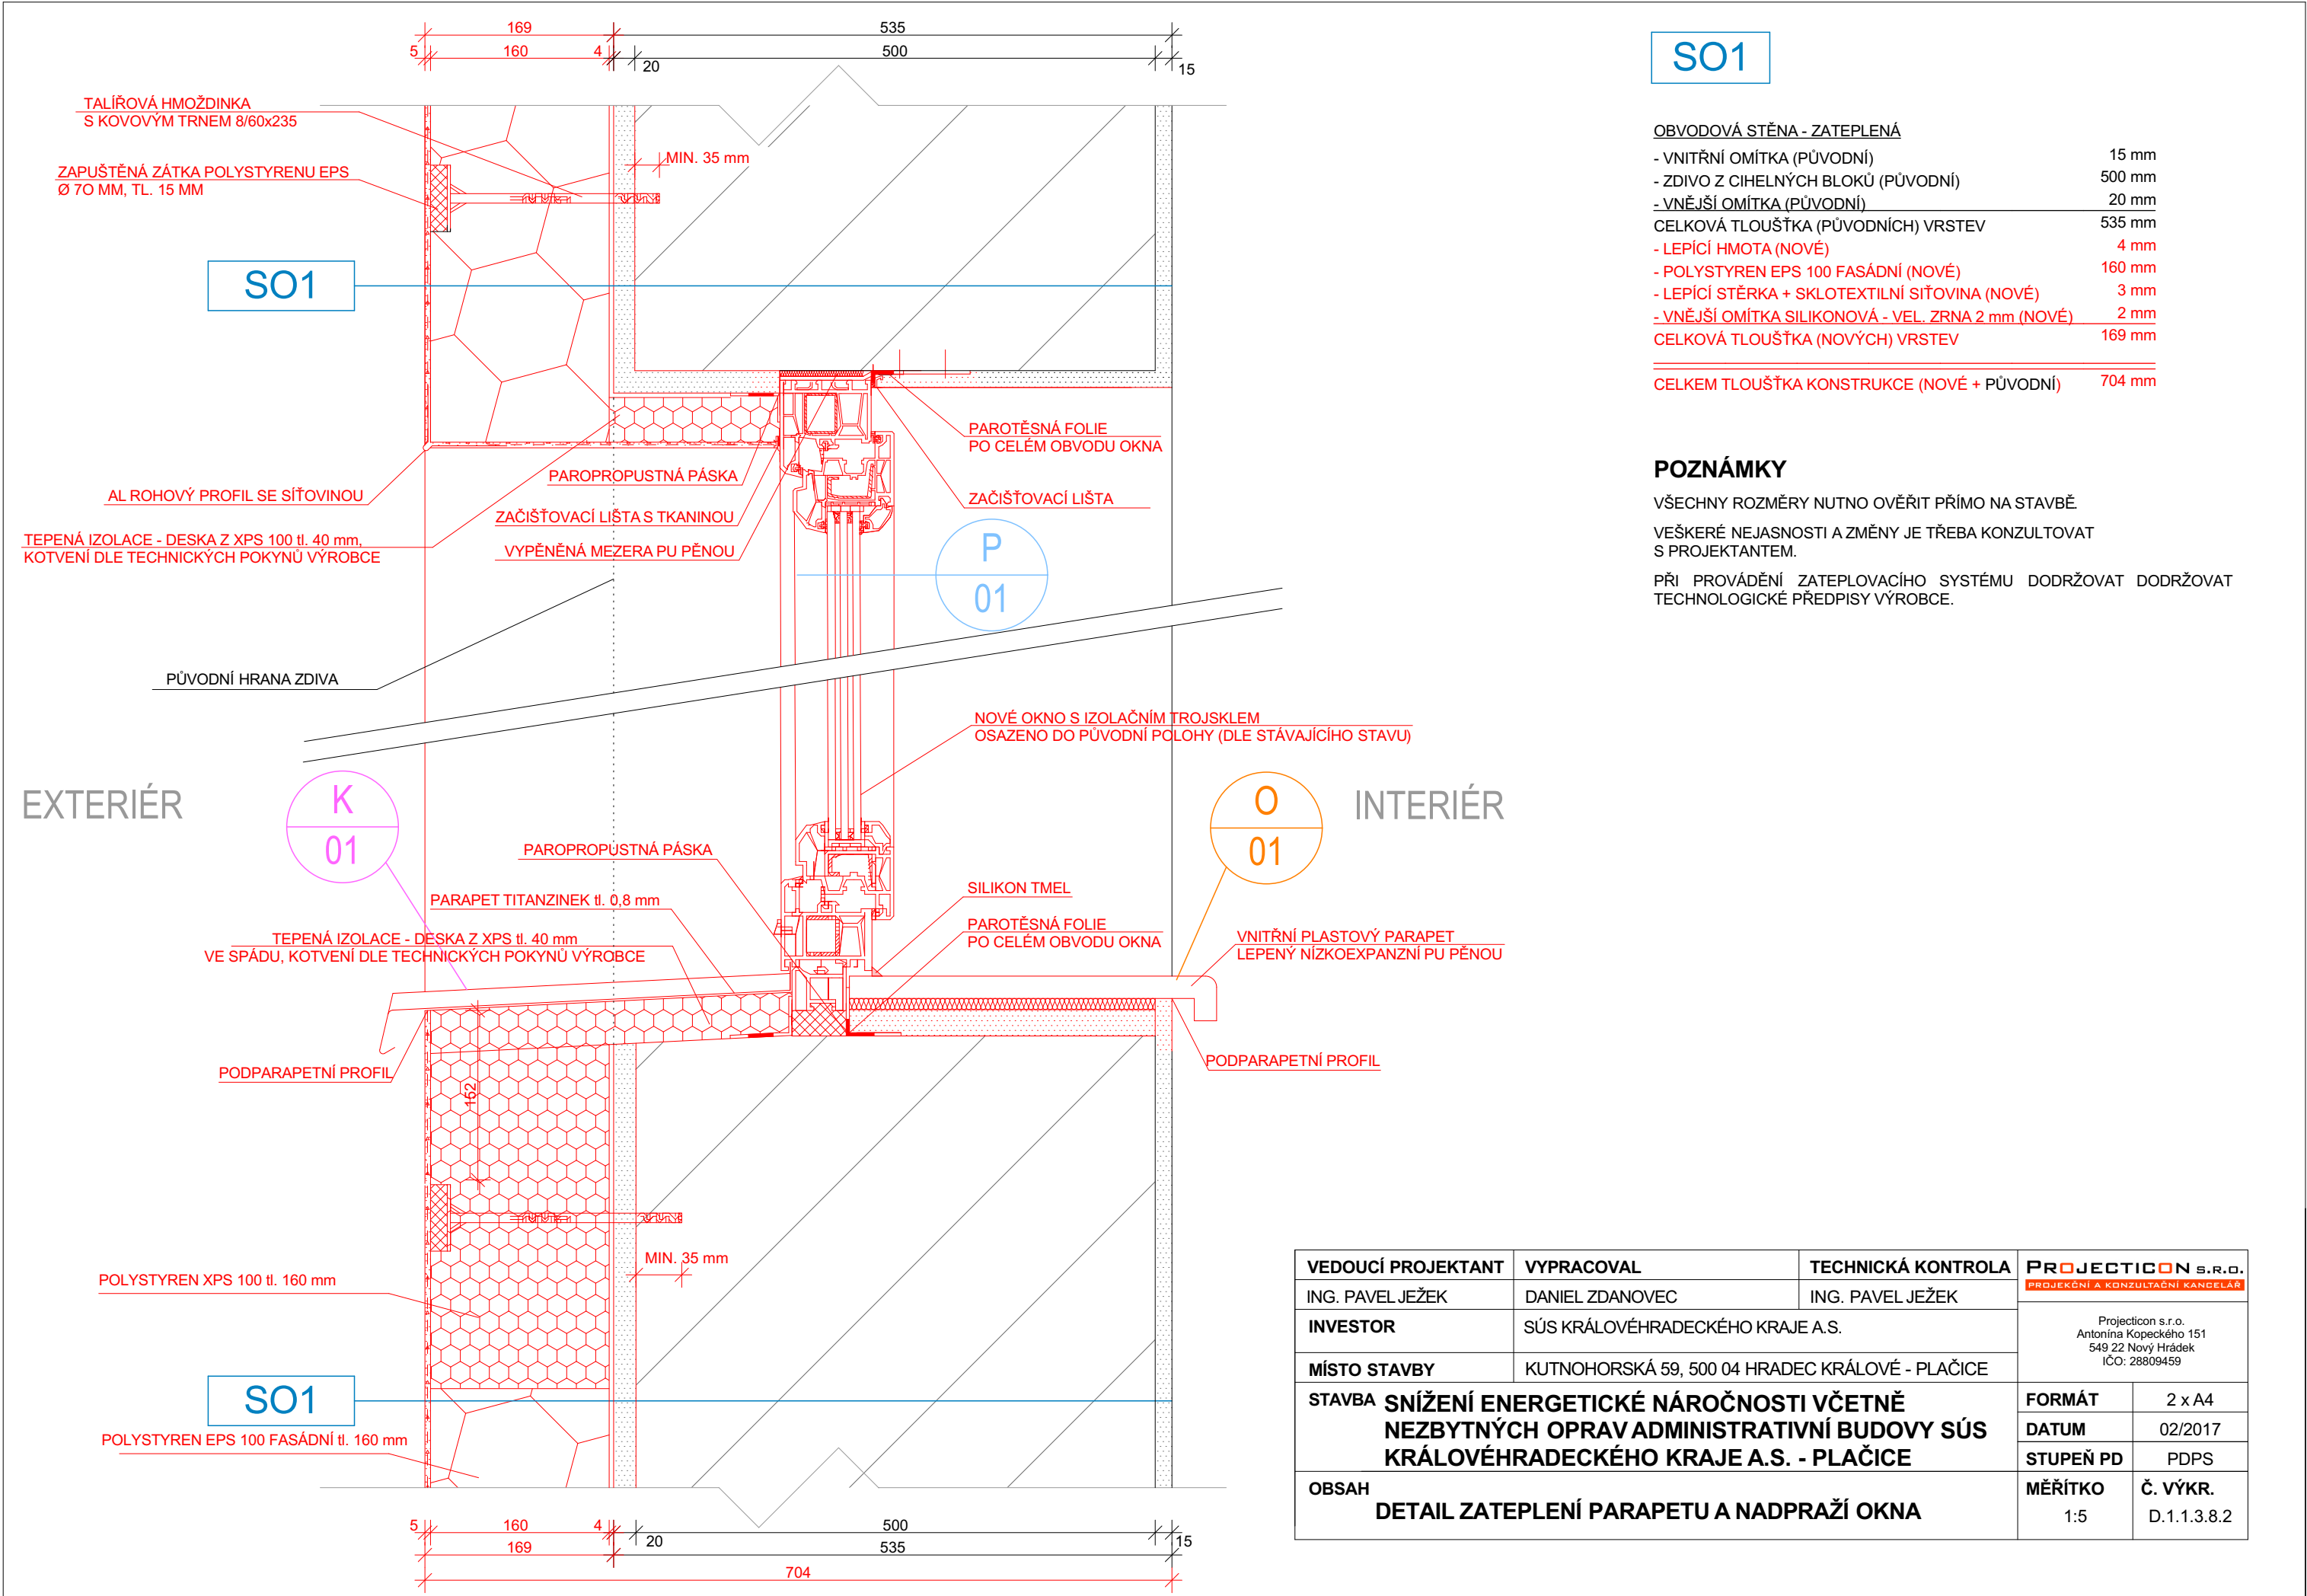 169
535
5
160
4
500
20
15
TALÍŘOVÁ HMOŽDINKA
S KOVOVÝM TRNEM 8/60x235
MIN. 35 mm
ZAPUŠTĚNÁ ZÁTKA POLYSTYRENU EPS
Ø 7O MM, TL. 15 MM
SO1
PAROTĚSNÁ FOLIE
PO CELÉM OBVODU OKNA
PAROPROPUSTNÁ PÁSKA
AL ROHOVÝ PROFIL SE SÍŤOVINOU
ZAČIŠŤOVACÍ LIŠTA
ZAČIŠŤOVACÍ LIŠTA S TKANINOU
TEPENÁ IZOLACE - DESKA Z XPS 100 tl. 40 mm,
KOTVENÍ DLE TECHNICKÝCH POKYNŮ VÝROBCE
VYPĚNĚNÁ MEZERA PU PĚNOU
P
01
PŮVODNÍ HRANA ZDIVA
NOVÉ OKNO S IZOLAČNÍM TROJSKLEM
OSAZENO DO PŮVODNÍ POLOHY (DLE STÁVAJÍCÍHO STAVU)
EXTERIÉR
K
01
O
01
INTERIÉR
PAROPROPUSTNÁ PÁSKA
SILIKON TMEL
PARAPET TITANZINEK tl. 0,8 mm
PAROTĚSNÁ FOLIE
PO CELÉM OBVODU OKNA
TEPENÁ IZOLACE - DESKA Z XPS tl. 40 mm
VE SPÁDU, KOTVENÍ DLE TECHNICKÝCH POKYNŮ VÝROBCE
VNITŘNÍ PLASTOVÝ PARAPET
LEPENÝ NÍZKOEXPANZNÍ PU PĚNOU
PODPARAPETNÍ PROFIL
PODPARAPETNÍ PROFIL
152
MIN. 35 mm
POLYSTYREN XPS 100 tl. 160 mm
SO1
POLYSTYREN EPS 100 FASÁDNÍ tl. 160 mm
5
160
4
20
500
15
169
535
704
SO1
OBVODOVÁ STĚNA - ZATEPLENÁ
- VNITŘNÍ OMÍTKA (PŮVODNÍ) 15 mm
- ZDIVO Z CIHELNÝCH BLOKŮ (PŮVODNÍ) 500 mm
- VNĚJŠÍ OMÍTKA (PŮVODNÍ) 20 mm
CELKOVÁ TLOUŠŤKA (PŮVODNÍCH) VRSTEV 535 mm
- LEPÍCÍ HMOTA (NOVÉ) 4 mm
- POLYSTYREN EPS 100 FASÁDNÍ (NOVÉ) 160 mm
- LEPÍCÍ STĚRKA + SKLOTEXTILNÍ SIŤOVINA (NOVÉ) 3 mm
- VNĚJŠÍ OMÍTKA SILIKONOVÁ - VEL. ZRNA 2 mm (NOVÉ) 2 mm
CELKOVÁ TLOUŠŤKA (NOVÝCH) VRSTEV 169 mm
CELKEM TLOUŠŤKA KONSTRUKCE (NOVÉ + PŮVODNÍ) 704 mm
POZNÁMKY
VŠECHNY ROZMĚRY NUTNO OVĚŘIT PŘÍMO NA STAVBĚ.
VEŠKERÉ NEJASNOSTI A ZMĚNY JE TŘEBA KONZULTOVAT
S PROJEKTANTEM.
PŘI PROVÁDĚNÍ ZATEPLOVACÍHO SYSTÉMU DODRŽOVAT DODRŽOVAT
TECHNOLOGICKÉ PŘEDPISY VÝROBCE.
VEDOUCÍ PROJEKTANT VYPRACOVAL TECHNICKÁ KONTROLA
ING. PAVEL JEŽEK DANIEL ZDANOVEC ING. PAVEL JEŽEK
INVESTOR SÚS KRÁLOVÉHRADECKÉHO KRAJE A.S.
MÍSTO STAVBY KUTNOHORSKÁ 59, 500 04 HRADEC KRÁLOVÉ - PLAČICE
PROJECTICON S.R.O.
PROJEKČNÍ A KONZULTAČNÍ KANCELÁŘ
Projecticon s.r.o.
Antonína Kopeckého 151
549 22 Nový Hrádek
IČO: 28809459
STAVBA SNÍŽENÍ ENERGETICKÉ NÁROČNOSTI VČETNĚ
NEZBYTNÝCH OPRAV ADMINISTRATIVNÍ BUDOVY SÚS
KRÁLOVÉHRADECKÉHO KRAJE A.S. - PLAČICE
FORMÁT 2 x A4
DATUM 02/2017
STUPEŇ PD PDPS
OBSAH
DETAIL ZATEPLENÍ PARAPETU A NADPRAŽÍ OKNA
MĚŘÍTKO Č. VÝKR.
1:5 D.1.1.3.8.2